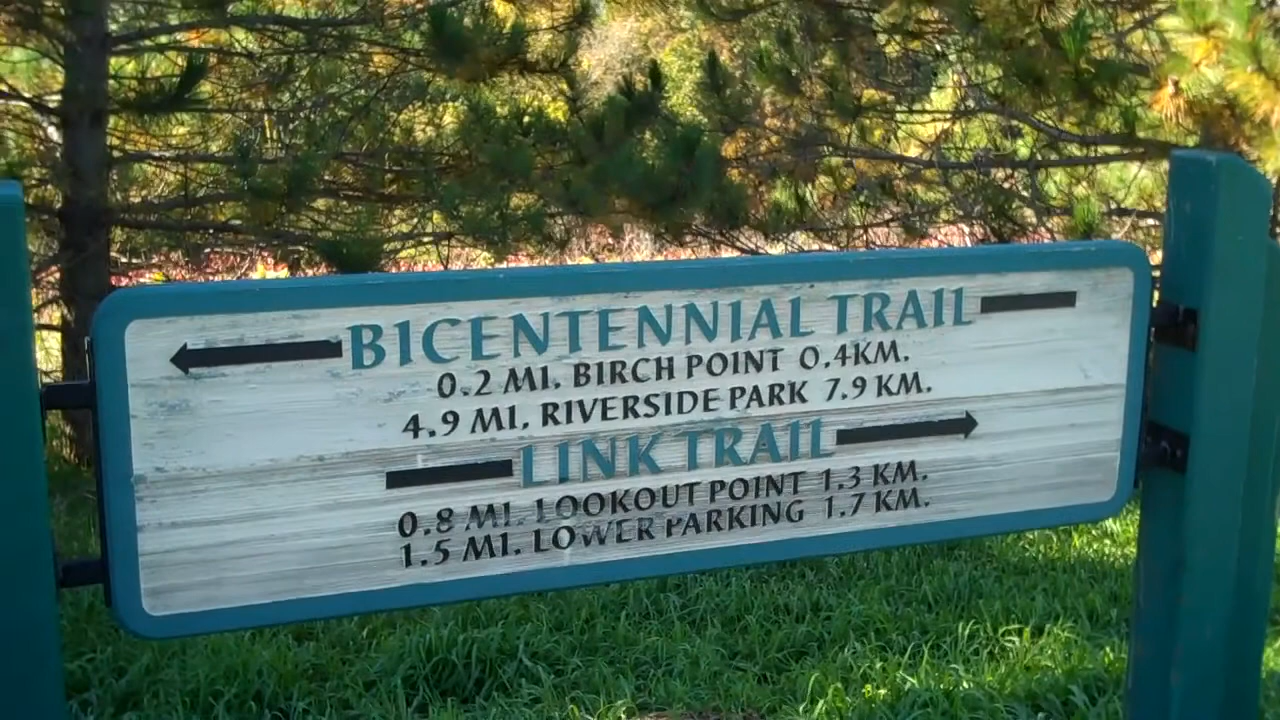 BICENTENNIAL TRAIL
0.2 MI. BIRCH POINT 0.4KM.
4.9 MI. RIVERSIDE PARK 7.9 KM.
LINK TRAIL
0.8 MI. LOOKOUT POINT 1.3 KM.
1.5 MI. LOWER PARKING 1.7 KM.